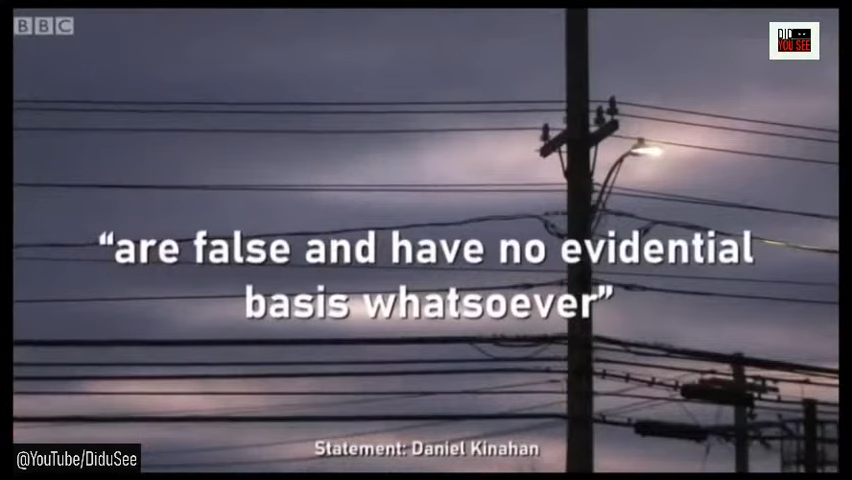 BBC
DID
YOU SEE
“are false and have no evidential
basis whatsoever”
Statement: Daniel Kinahan
@YouTube/DiduSee